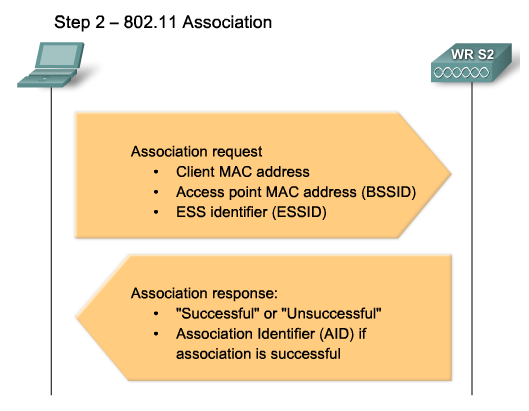 Step 2 – 802.11 Association
WR S2
Association request
• Client MAC address
• Access point MAC address (BSSID)
• ESS identifier (ESSID)
Association response:
• "Successful" or "Unsuccessful"
• Association Identifier (AID) if
association is successful